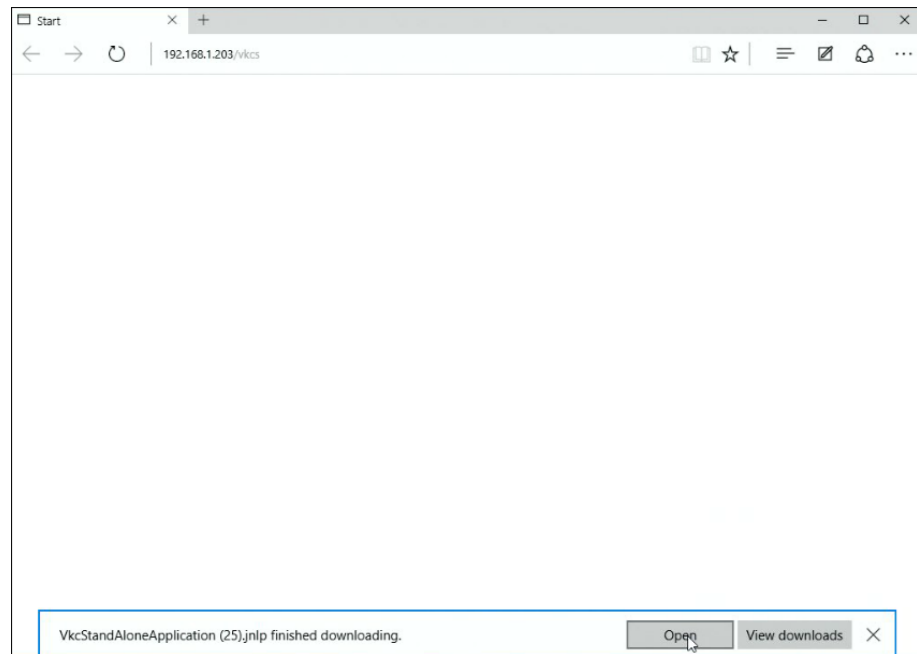 Start
192.168.1.203/vkcs
VkcStandAloneApplication (25).jnlp finished downloading.
Open
View downloads